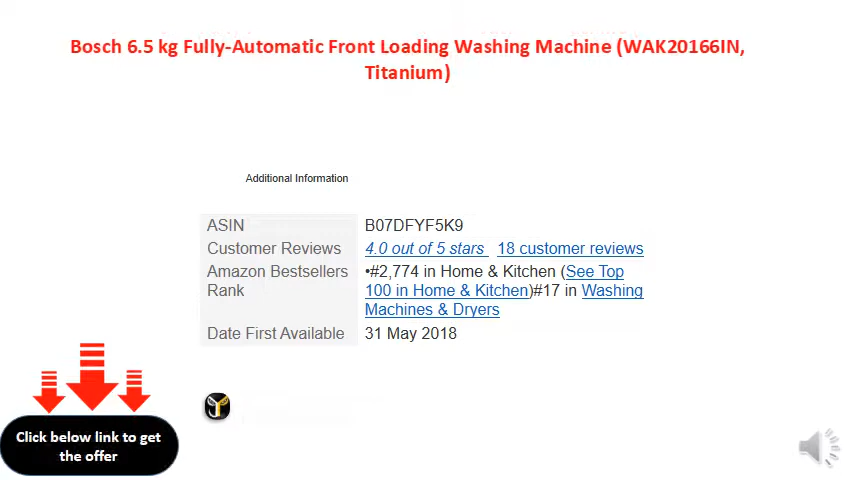 Bosch 6.5 kg Fully-Automatic Front Loading Washing Machine (WAK20166IN,
Titanium)
Additional Information
ASIN B07DFYF5K9
Customer Reviews 4.0 out of 5 stars 18 customer reviews
Amazon Bestsellers •#2,774 in Home & Kitchen (See Top
Rank 100 in Home & Kitchen)#17 in Washing
Machines & Dryers
Date First Available 31 May 2018
Click below link to get
the offer